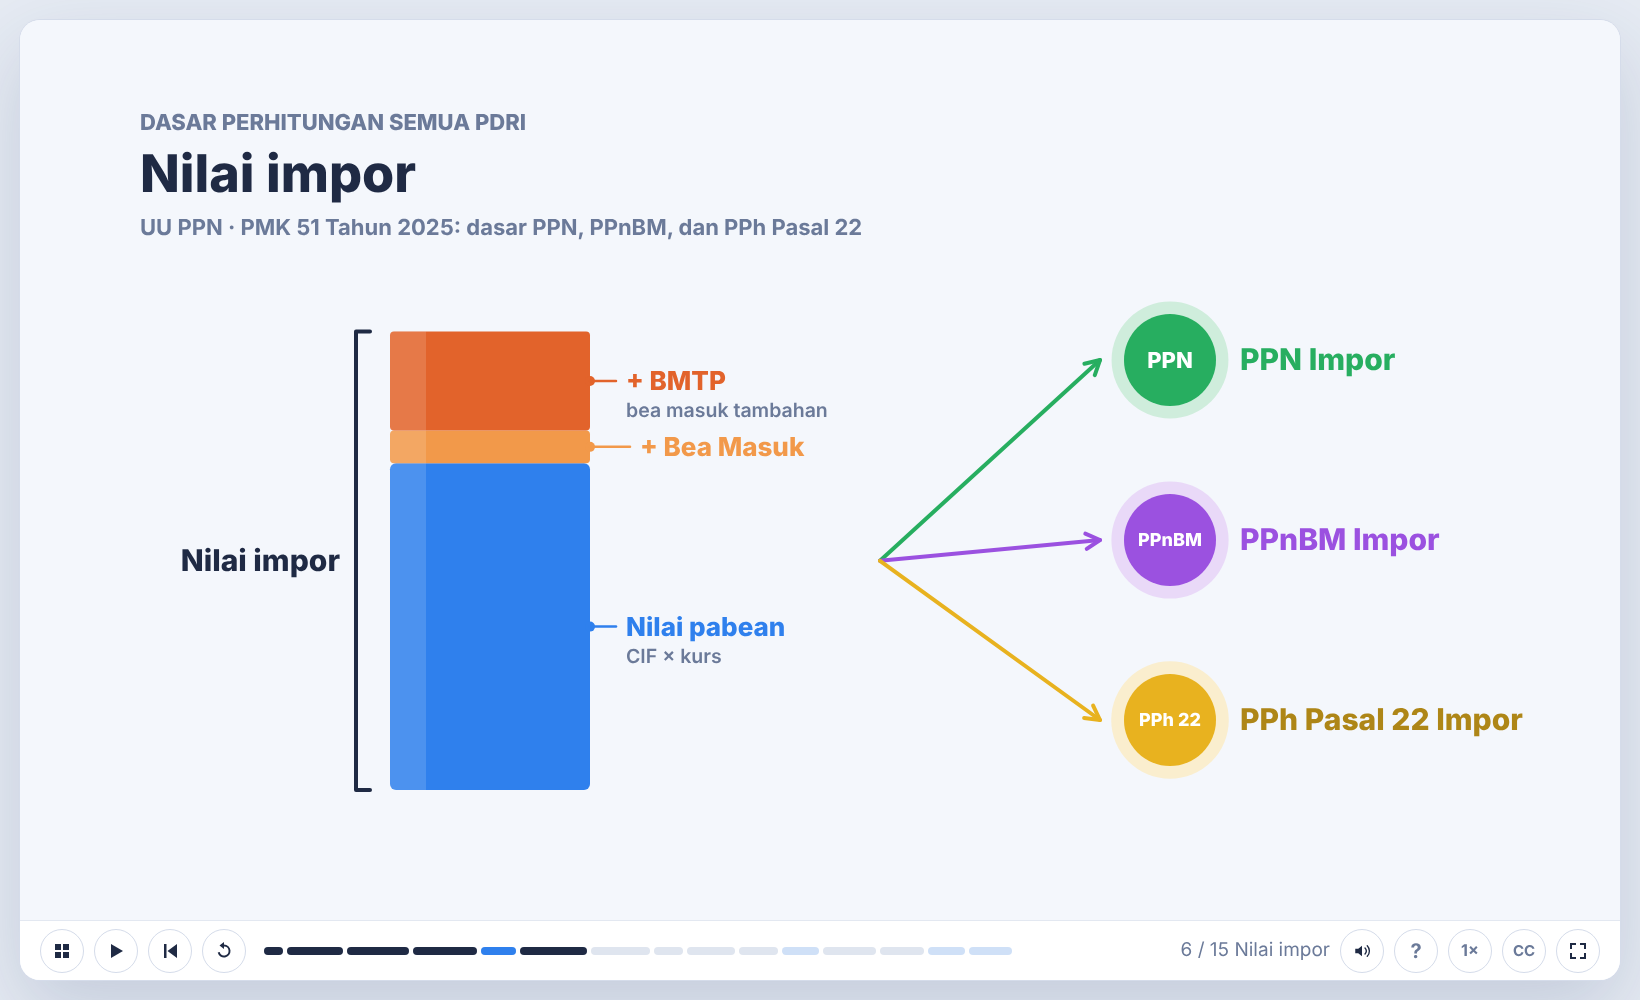 DASAR PERHITUNGAN SEMUA PDRI
Nilai impor
UU PPN · PMK 51 Tahun 2025: dasar PPN, PPnBM, dan PPh Pasal 22
+ BMTP
bea masuk tambahan
+ Bea Masuk
Nilai impor
Nilai pabean
CIF × kurs
PPN
PPN Impor
PPnBM
PPnBM Impor
PPh 22
PPh Pasal 22 Impor
6 / 15 Nilai impor
?
1×
CC